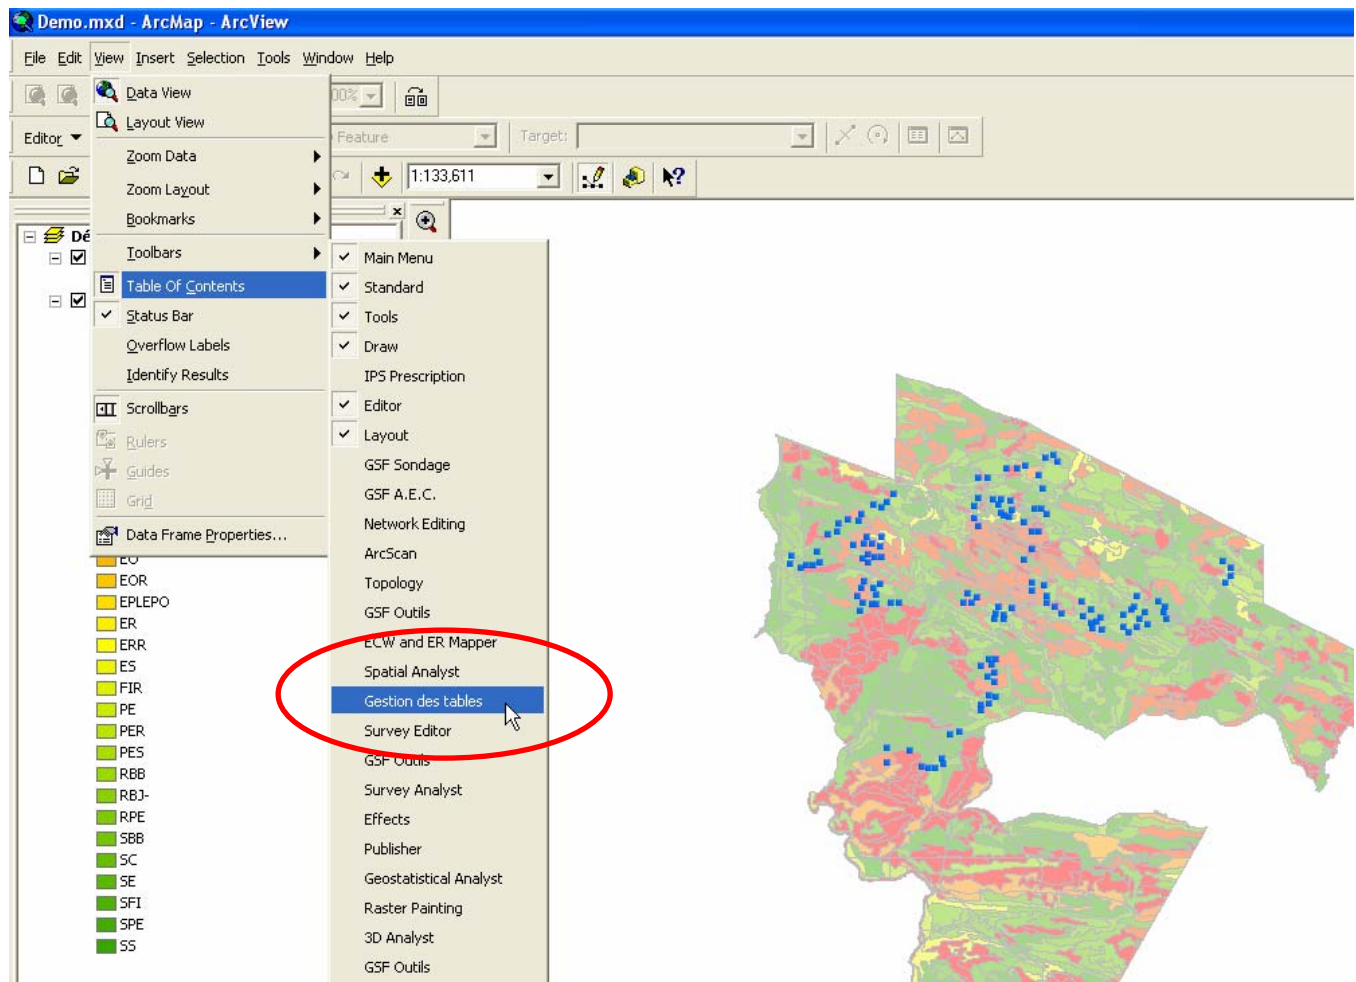 Demo.mxd - ArcMap - ArcView
File Edit View Insert Selection Tools Window Help
Data View
00%
Layout View
Editor
Feature
Target:
Zoom Data
1:133,611
Zoom Layout
Bookmarks
Dé
Toolbars
Main Menu
Table Of Contents
Standard
Status Bar
Tools
Overflow Labels
Draw
Identify Results
IPS Prescription
Scrollbars
Editor
Rulers
Layout
Guides
GSF Sondage
Grid
GSF A.E.C.
Data Frame Properties...
Network Editing
ArcScan
EO
EOR
Topology
EPLEPO
GSF Outils
ER
ERR
ECW and ER Mapper
ES
Spatial Analyst
FIR
Gestion des tables
PE
PER
Survey Editor
PES
GSF Outils
RBB
RBJ-
Survey Analyst
RPE
Effects
SBB
Publisher
SC
SE
Geostatistical Analyst
SFI
Raster Painting
SPE
3D Analyst
SS
GSF Outils